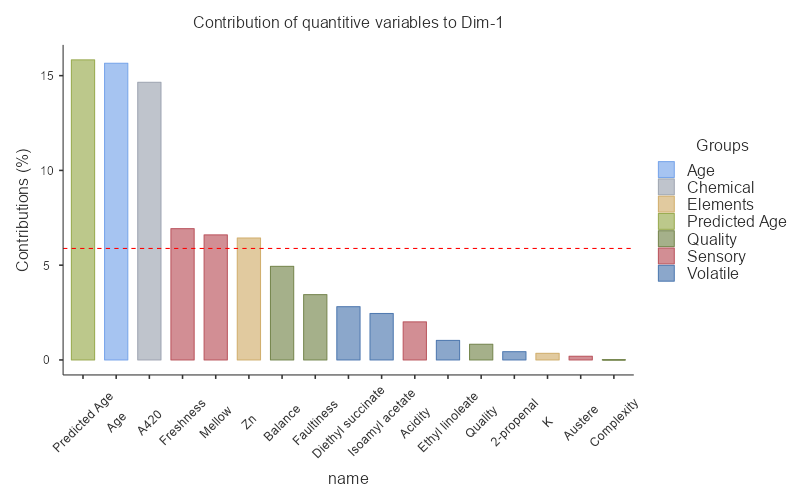 Contribution of quantitive variables to Dim-1
Contributions (%)
15
10
5
0
Predicted Age
Age
A420
Freshness
Mellow
Zn
Balance
Faultiness
Diethyl succinate
Isoamyl acetate
Acidity
Ethyl linoleate
Quality
2-propenal
K
Austere
Complexity
name
Groups
Age
Chemical
Elements
Predicted Age
Quality
Sensory
Volatile